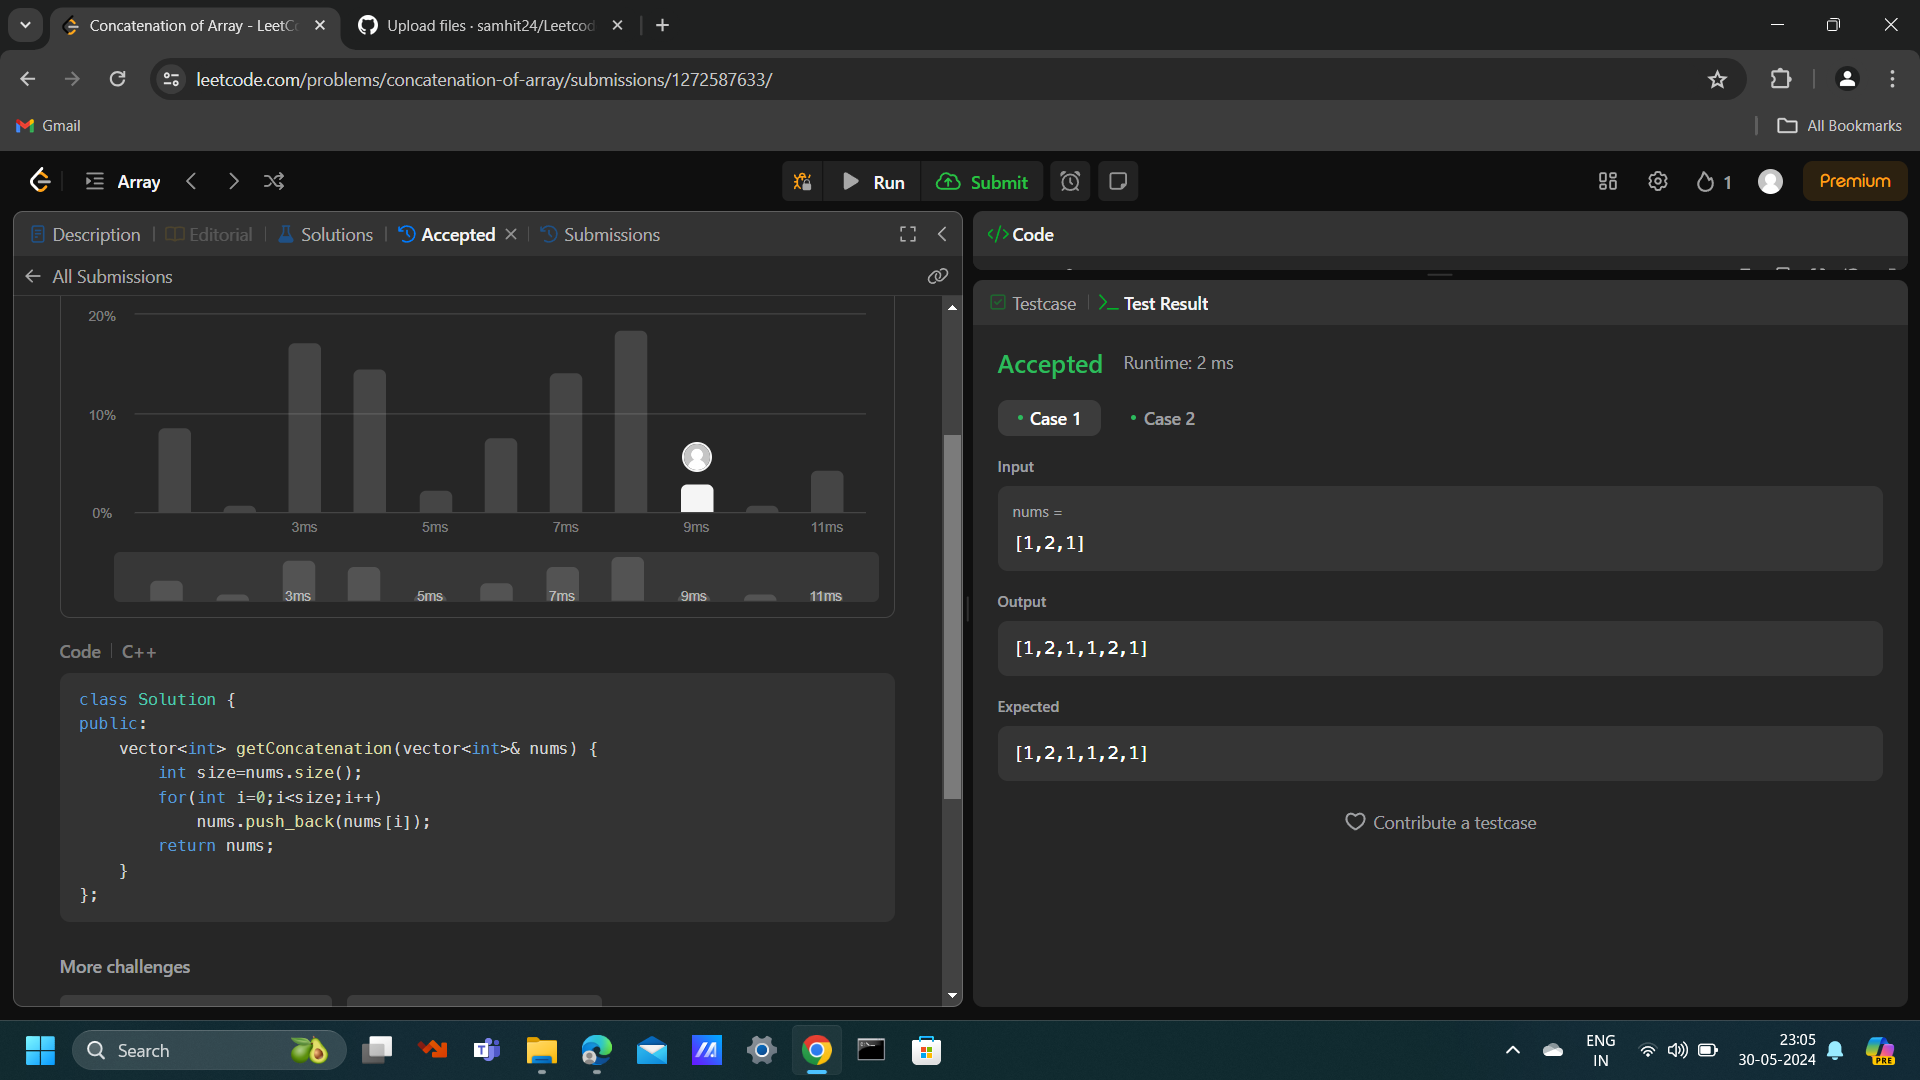 Concatenation of Array - LeetCo
Upload files · samhit24/Leetcod
leetcode.com/problems/concatenation-of-array/submissions/1272587633/
Gmail
All Bookmarks
Array
Run
Submit
1
Premium
Description
Editorial
Solutions
Accepted
Submissions
All Submissions
20%
10%
0%
3ms
5ms
7ms
9ms
11ms
3ms
5ms
7ms
9ms
11ms
Code
C++
class Solution {
public:
    vector<int> getConcatenation(vector<int>& nums) {
        int size=nums.size();
        for(int i=0;i<size;i++)
            nums.push_back(nums[i]);
        return nums;
    }
};
More challenges
</> Code
Testcase
Test Result
Accepted
Runtime: 2 ms
• Case 1
• Case 2
Input
nums =
[1,2,1]
Output
[1,2,1,1,2,1]
Expected
[1,2,1,1,2,1]
Contribute a testcase
Search
ENG
IN
23:05
30-05-2024
PRE